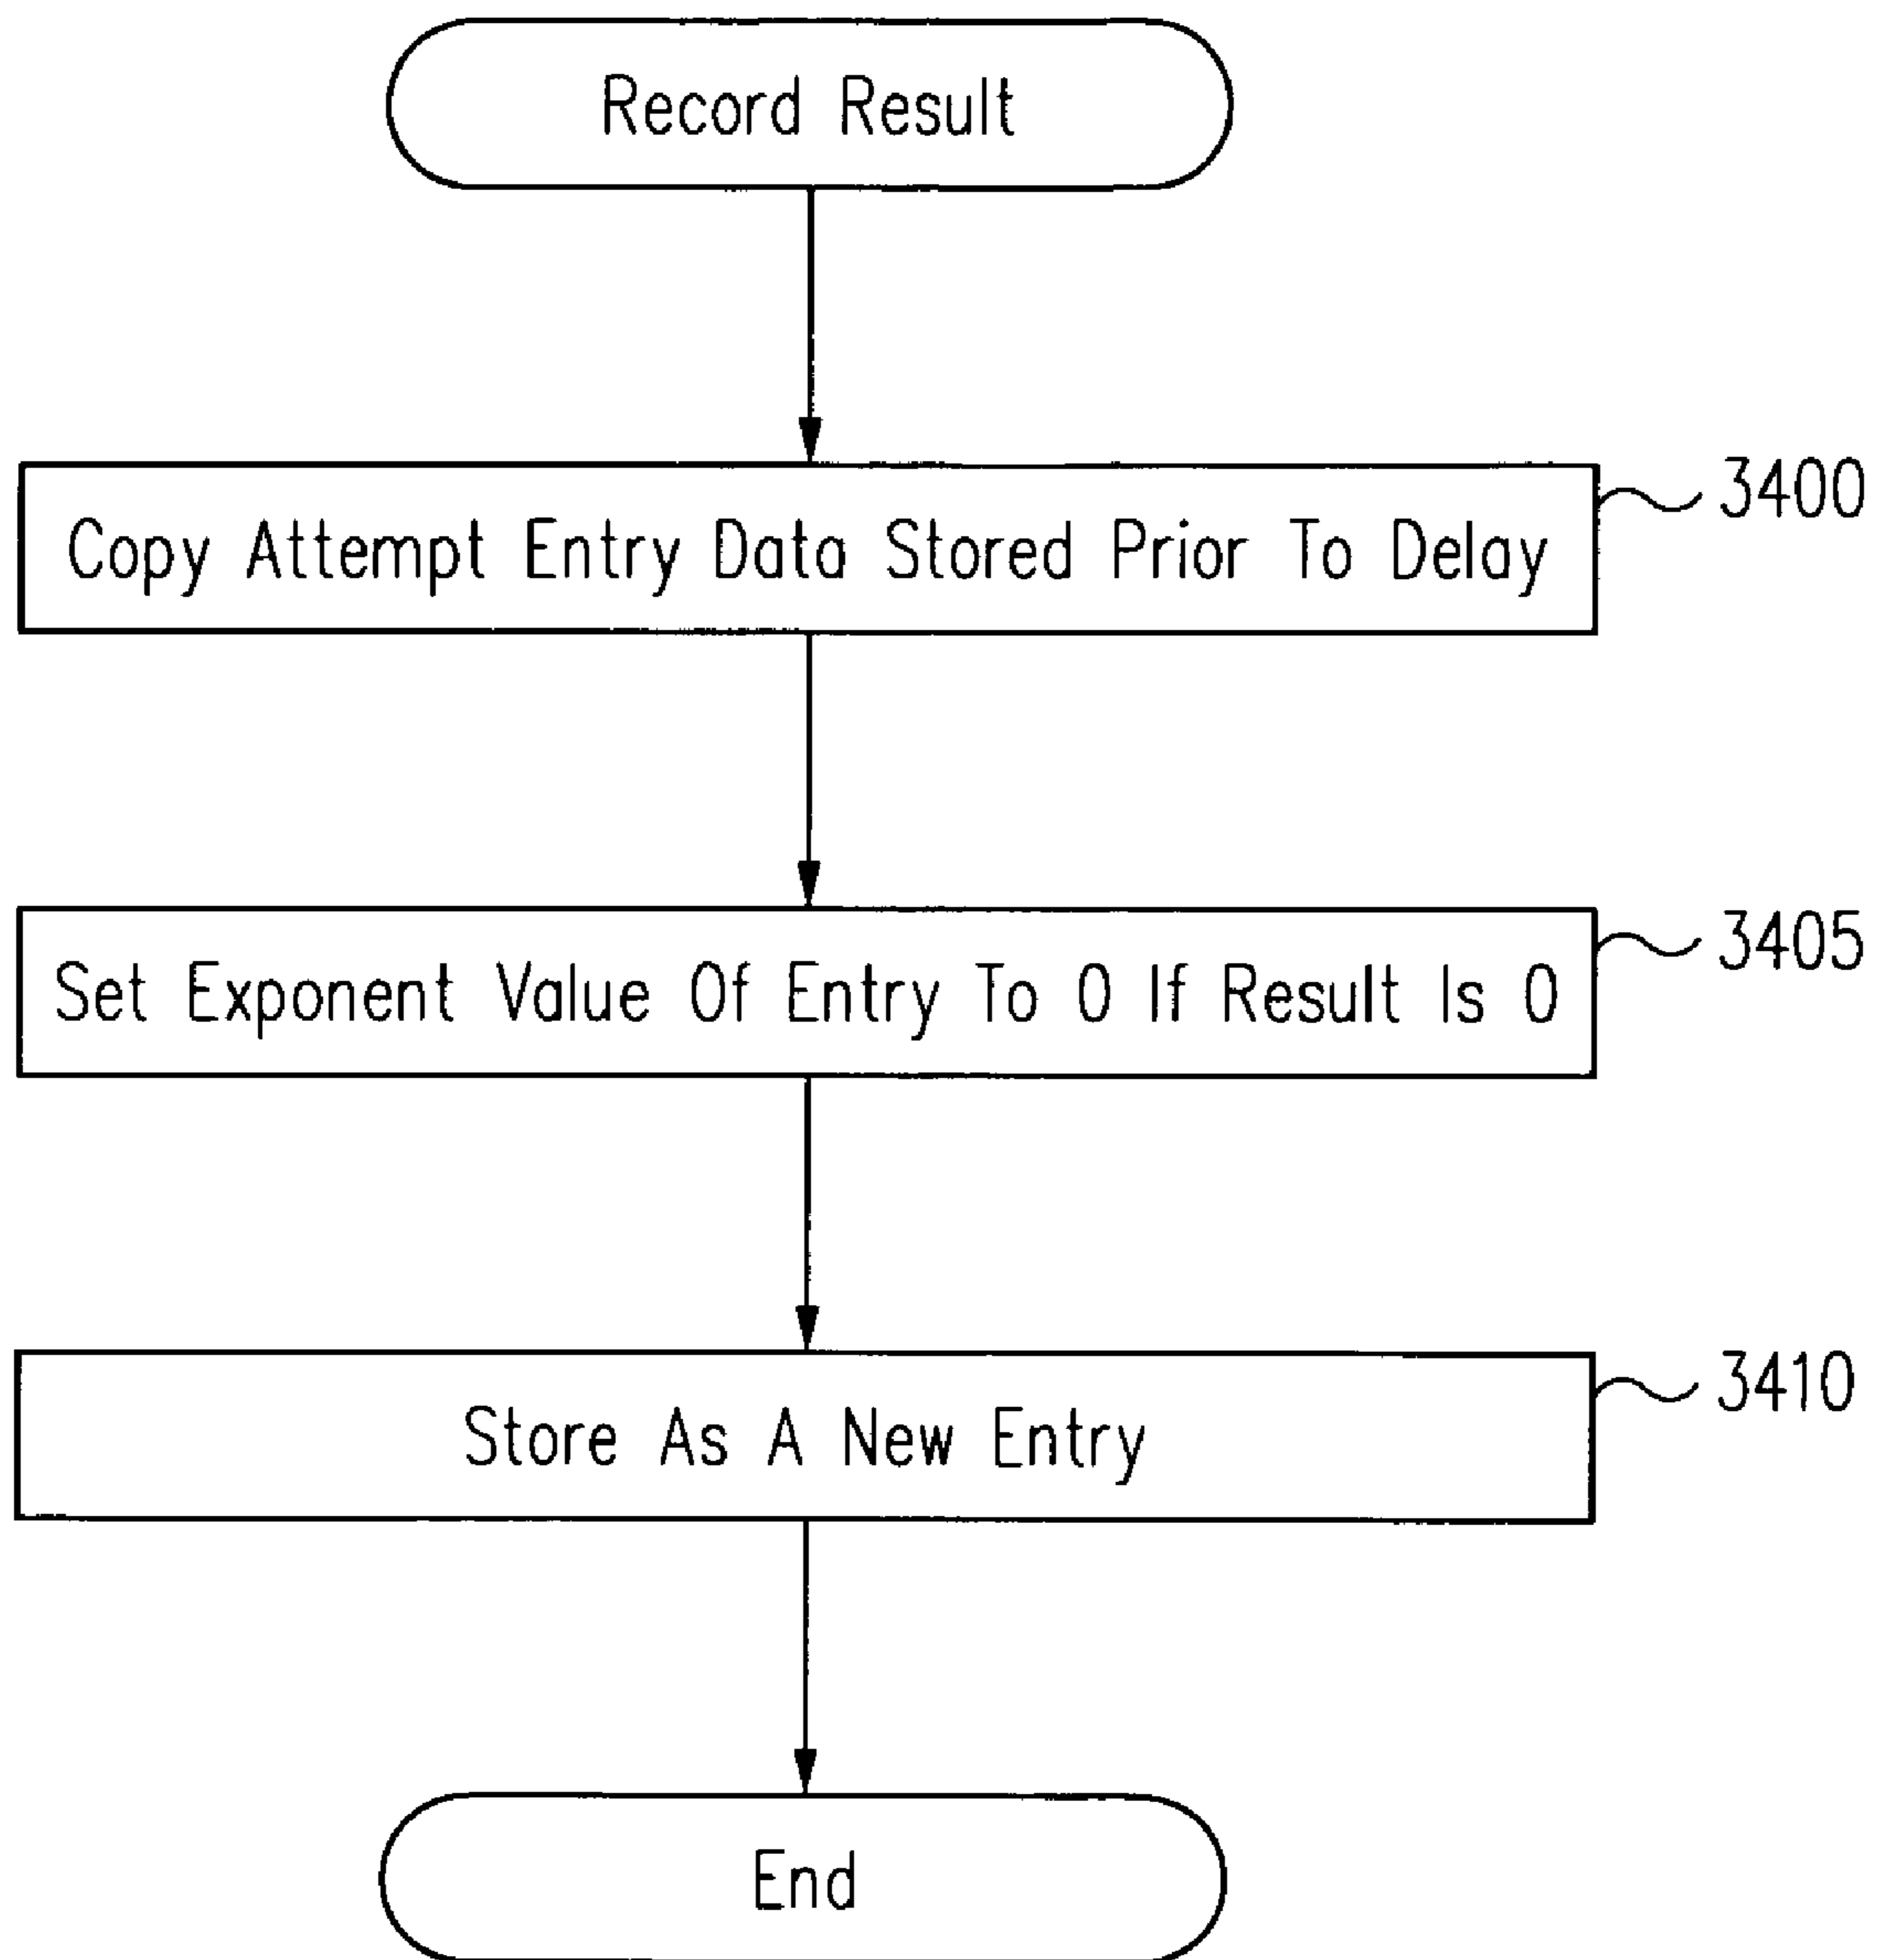 Record Result
3400
Copy Attempt Entry Data Stored Prior To Delay
3405
Set Exponent Value Of Entry To 0 If Result Is 0
3410
Store As A New Entry
End